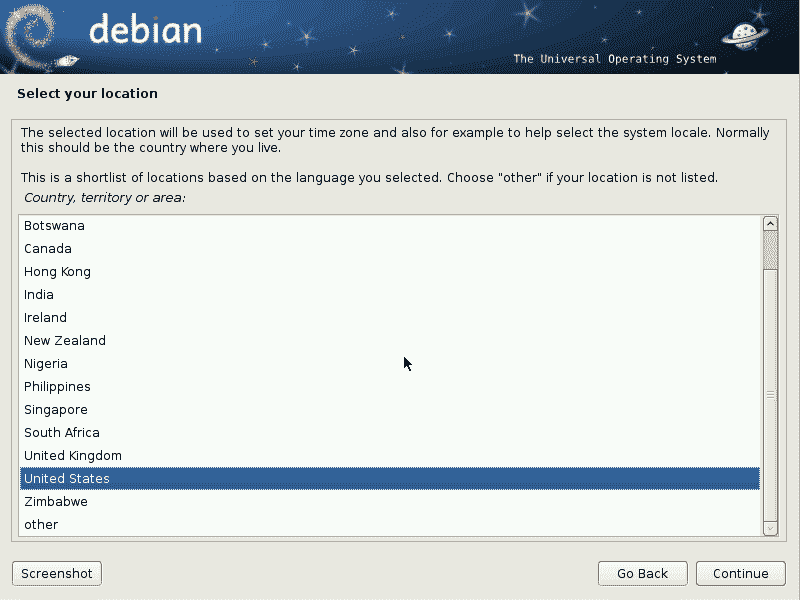 debian
The Universal Operating System
Select your location
The selected location will be used to set your time zone and also for example to help select the system locale. Normally
this should be the country where you live.
This is a shortlist of locations based on the language you selected. Choose "other" if your location is not listed.
Country, territory or area:
Botswana
Canada
Hong Kong
India
Ireland
New Zealand
Nigeria
Philippines
Singapore
South Africa
United Kingdom
United States
Zimbabwe
other
Screenshot
Go Back
Continue